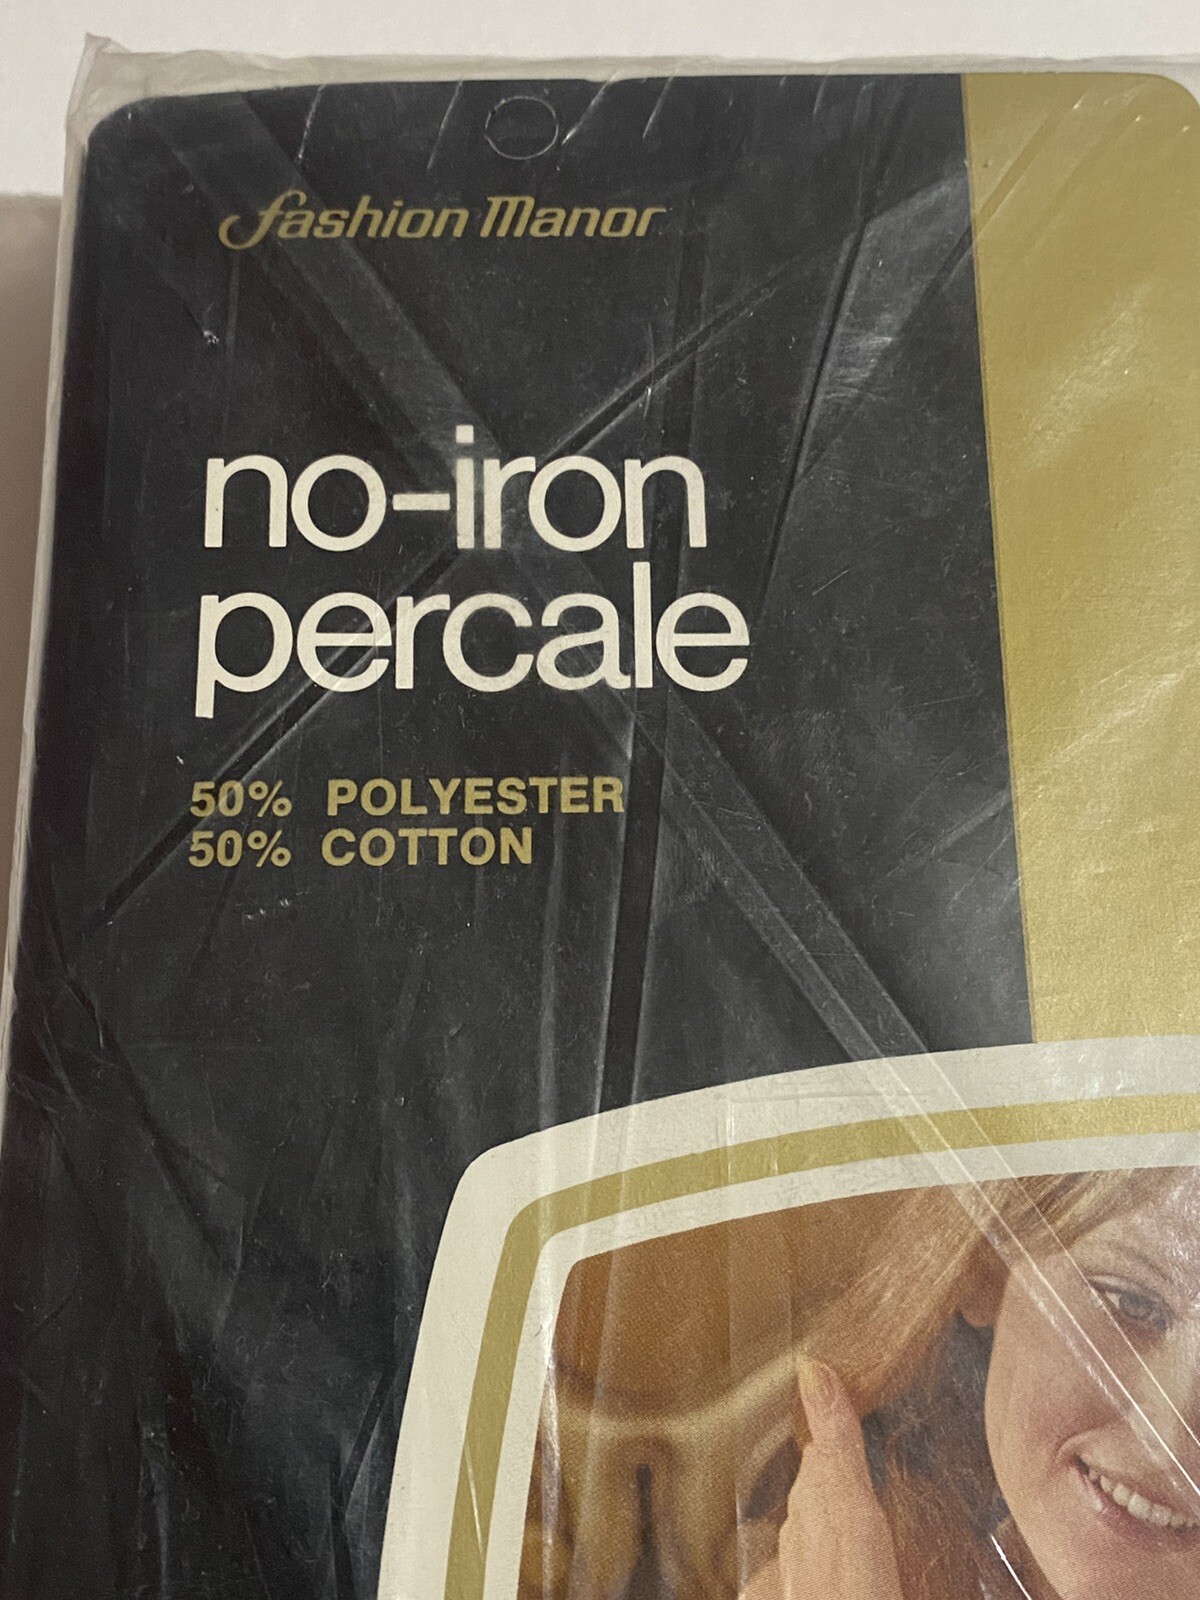 fashion Manor
no-iron
percale
50% POLYESTER
50% COTTON